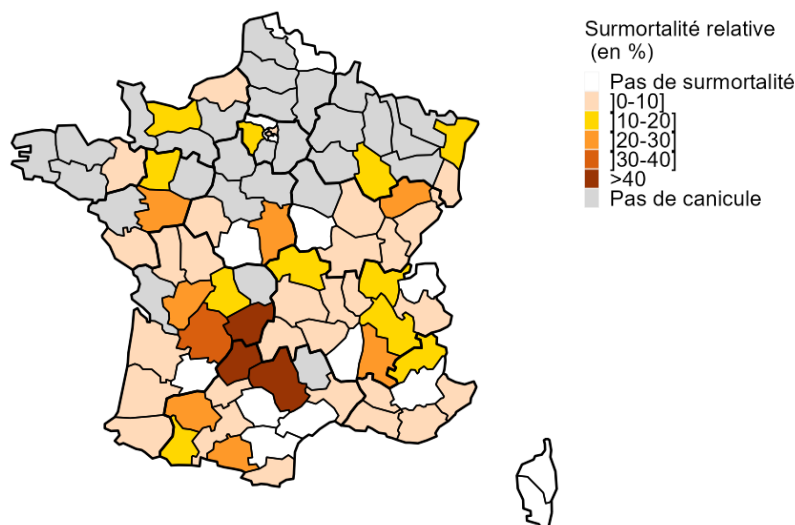 Surmortalité relative
(en %)
Pas de surmortalité
]0-10]
]10-20]
]20-30]
]30-40]
>40
Pas de canicule